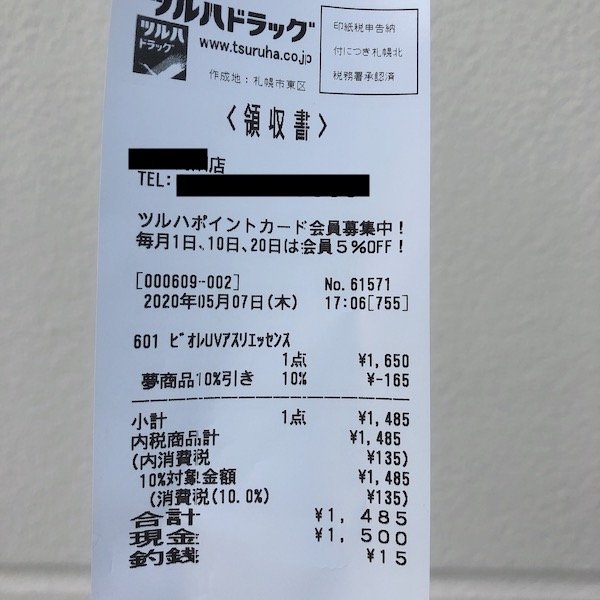 ツルハドラッグ
ツルハ
ドラッグ
www.tsuruha.co.jp
作成地：札幌市東区
印紙税申告納
付につき札幌北
税務署承認済
〈領収書〉
店
TEL:
ツルハポイントカード会員募集中！
毎月1日、10日、20日は会員5％OFF！
[000609-002] No.61571
2020年05月07日(木) 17:06[755]
601 ﾋﾞｵﾚUVアスリエッセンス
1点 ¥1,650
夢商品10%引き 10% ¥-165
小計 1点 ¥1,485
内税商品計 ¥1,485
(内消費税 ¥135)
10%対象金額 ¥1,485
(消費税(10.0%) ¥135)
合計 ¥1,485
現金 ¥1,500
釣銭 ¥15